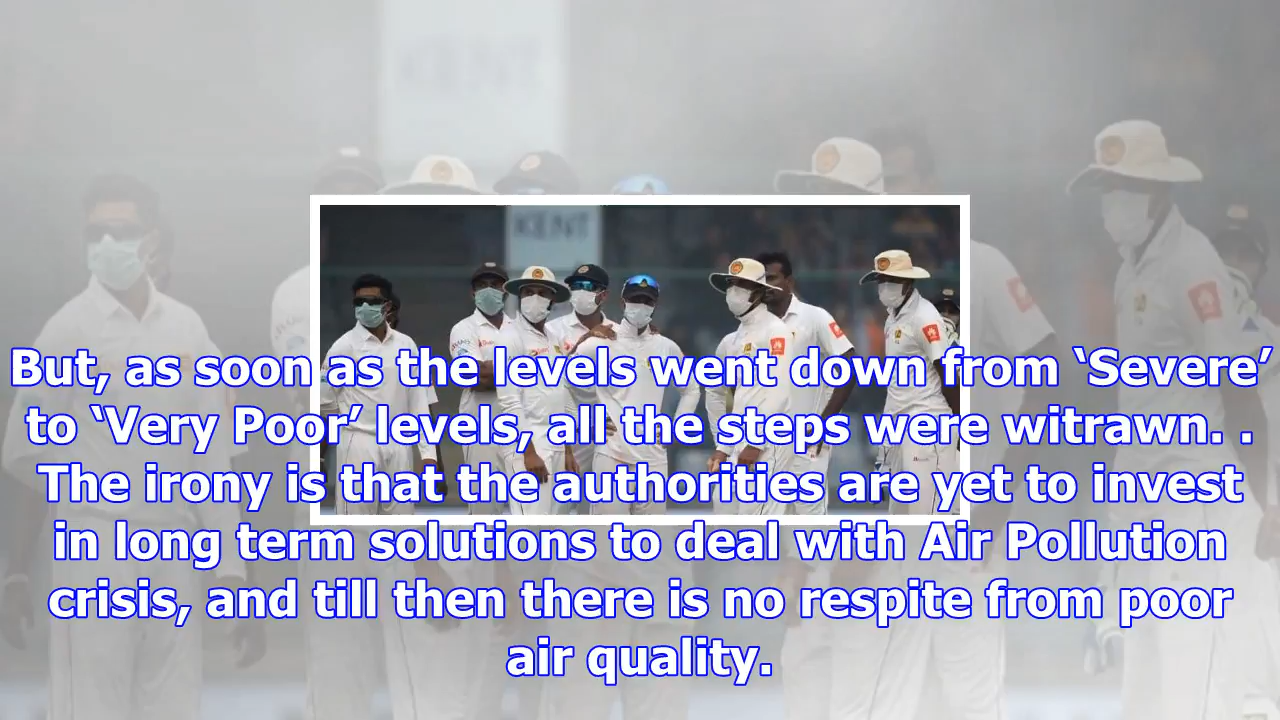 KENT
But, as soon as the levels went down from ‘Severe’
to ‘Very Poor’ levels, all the steps were witrawn. .
The irony is that the authorities are yet to invest
in long term solutions to deal with Air Pollution
crisis, and till then there is no respite from poor
air quality.